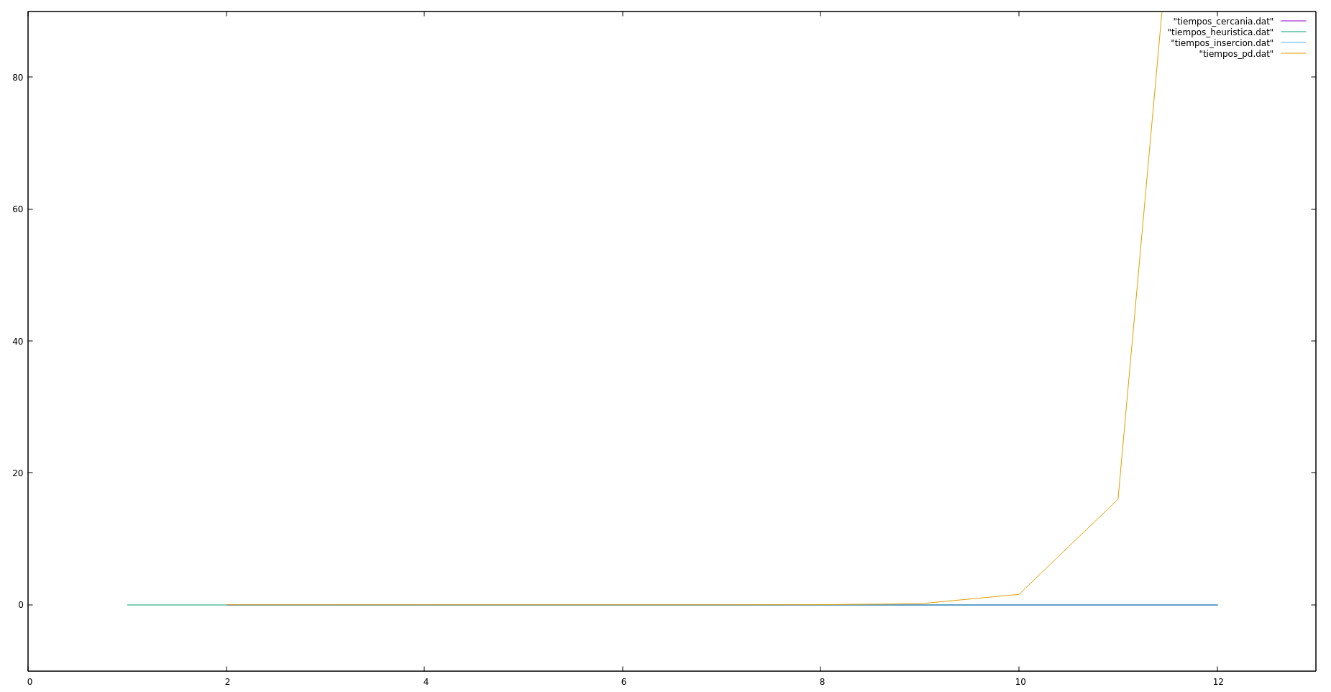 "tiempos_cercania.dat"
"tiempos_heuristica.dat"
"tiempos_insercion.dat"
"tiempos_pd.dat"
80
60
40
20
0
0 2 4 6 8 10 12